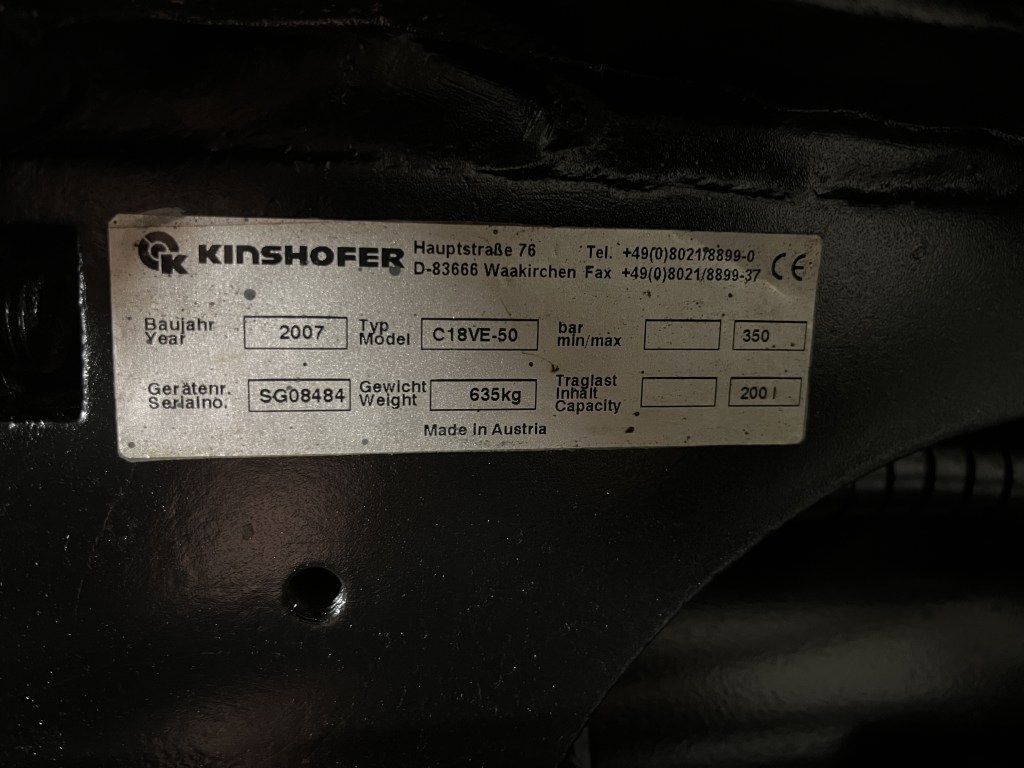 KINSHOFER Hauptstraße 76 Tel. +49(0)8021/8899-0
D-83666 Waakirchen Fax +49(0)8021/8899-37 CE
Baujahr
Year 2007 Typ
Model C18VE-50 bar
min/max 350
Gerätenr.
Serialno. SG08484 Gewicht
Weight 635kg Traglast
Inhalt
Capacity 200 l
Made in Austria